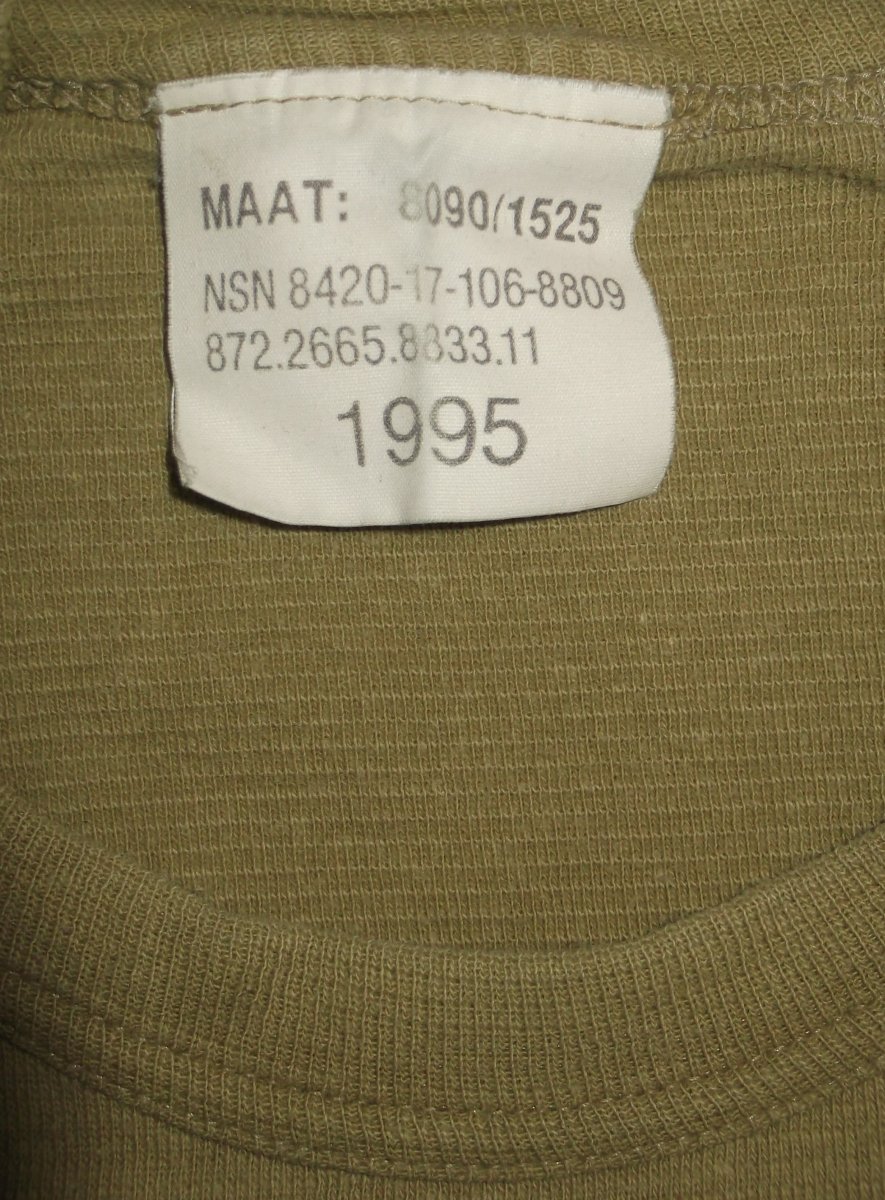 MAAT: 8090/1525
NSN 8420-17-106-8809
872.2665.8833.11
1995